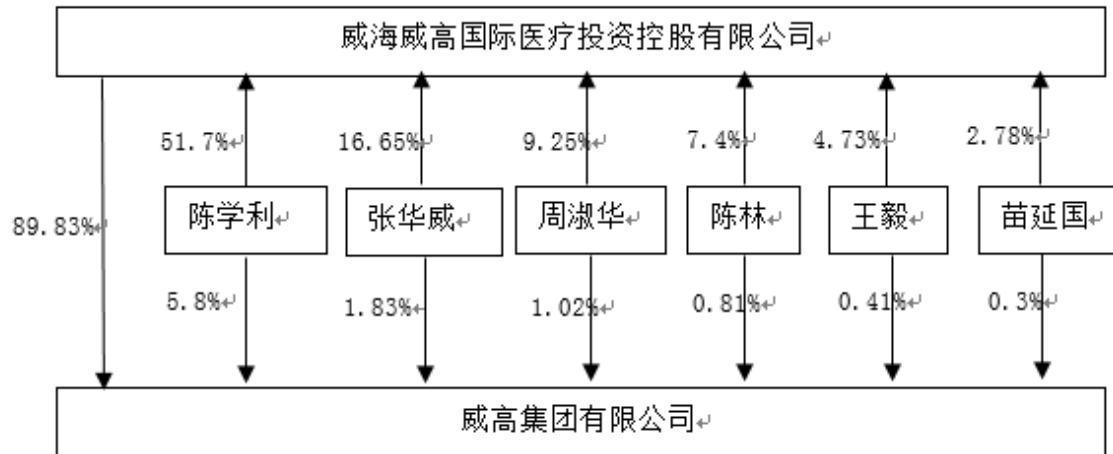 威海威高国际医疗投资控股有限公司
51.7% 16.65% 9.25% 7.4% 4.73% 2.78%
89.83%
陈学利 张华威 周淑华 陈林 王毅 苗延国
5.8% 1.83% 1.02% 0.81% 0.41% 0.3%
威高集团有限公司